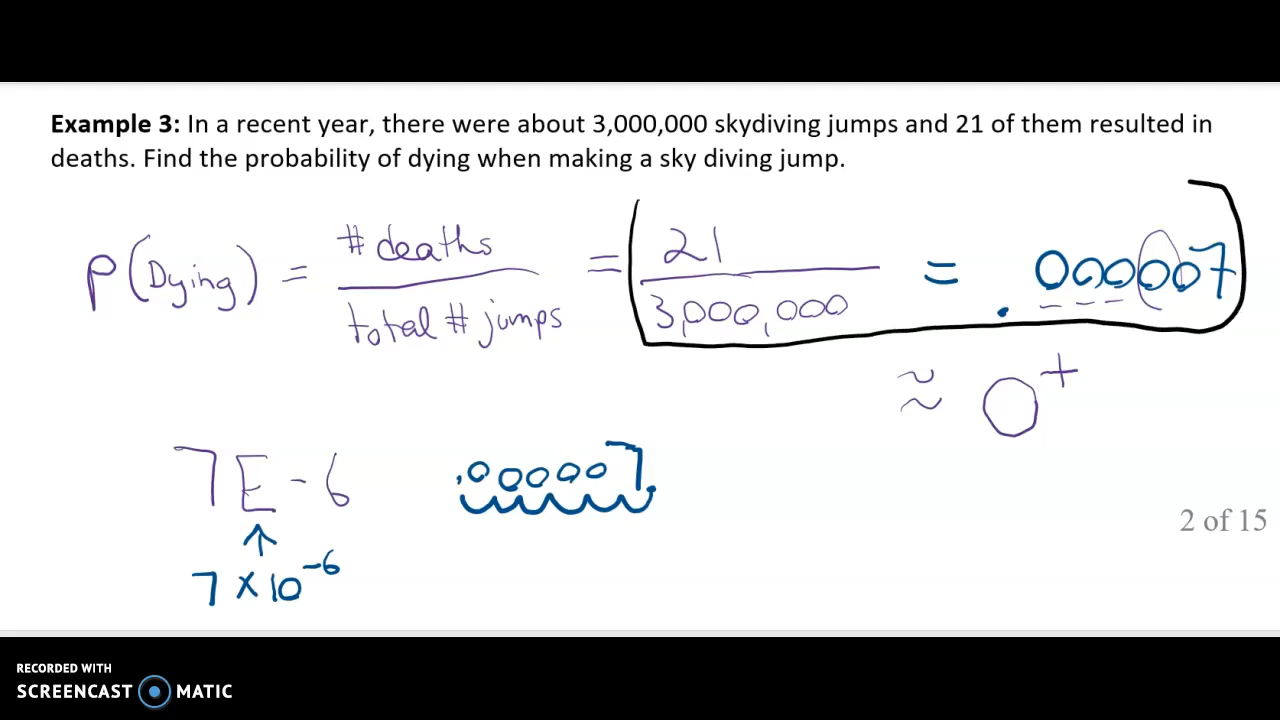 Example 3: In a recent year, there were about 3,000,000 skydiving jumps and 21 of them resulted in
deaths. Find the probability of dying when making a sky diving jump.
P(Dying) = # deaths / total # jumps = 21 / 3,000,000 = .000007
≈ 0⁺
7E-6 .000007.
↑
7 × 10⁻⁶
2 of 15
RECORDED WITH
SCREENCAST MATIC